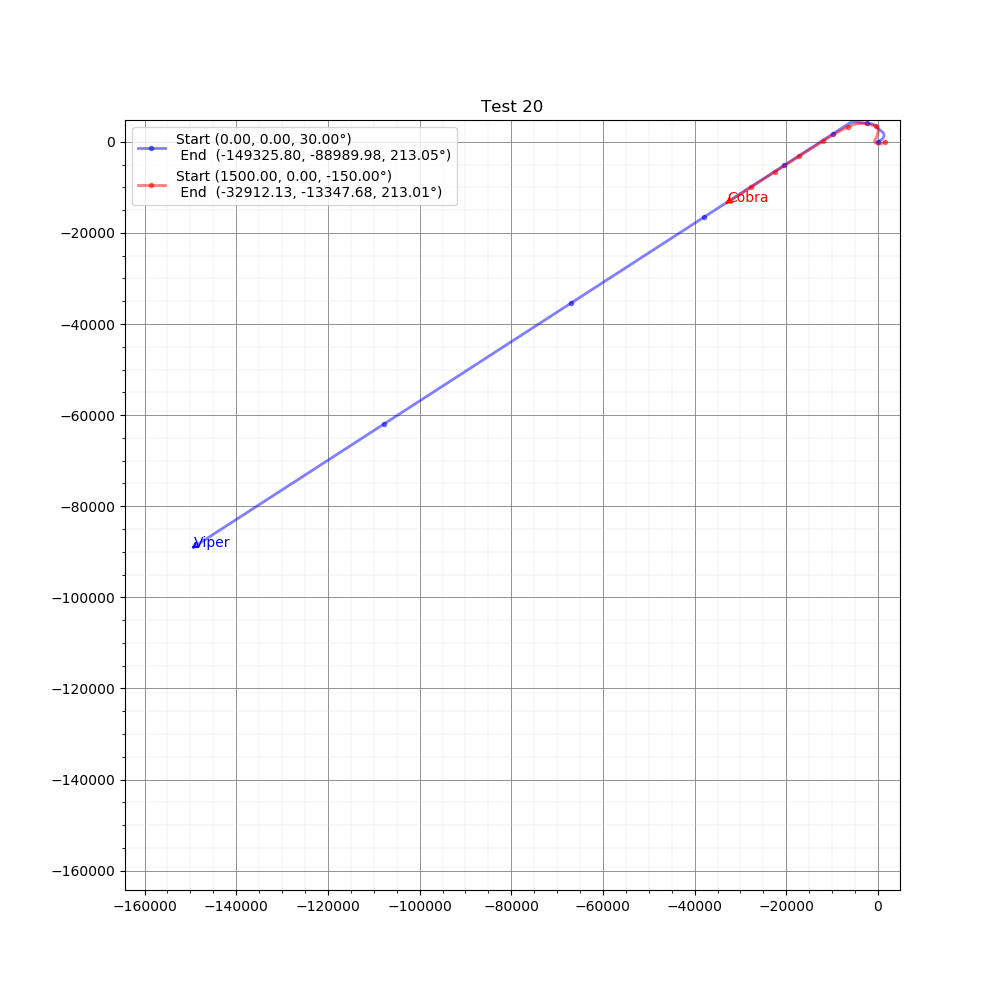 Test 20
Start (0.00, 0.00, 30.00°)
End (-149325.80, -88989.98, 213.05°)
Start (1500.00, 0.00, -150.00°)
End (-32912.13, -13347.68, 213.01°)
0
−20000
−40000
−60000
−80000
−100000
−120000
−140000
−160000
Cobra
Viper
−160000 −140000 −120000 −100000 −80000 −60000 −40000 −20000 0